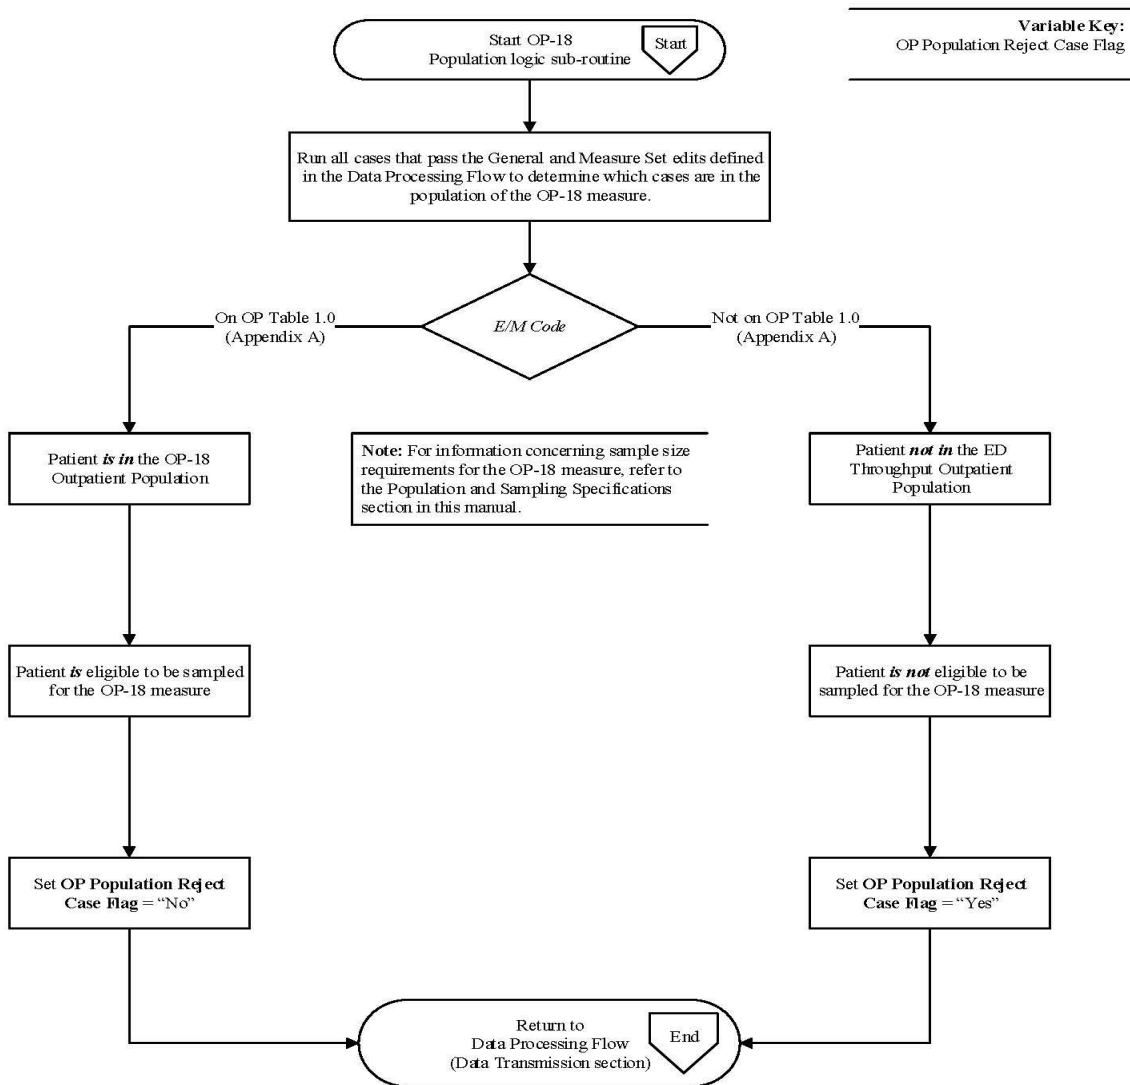 Start OP-18
Population logic sub-routine
Start
Variable Key:
OP Population Reject Case Flag
Run all cases that pass the General and Measure Set edits defined
in the Data Processing Flow to determine which cases are in the
population of the OP-18 measure.
E/M Code
On OP Table 1.0
(Appendix A)
Not on OP Table 1.0
(Appendix A)
Patient is in the OP-18
Outpatient Population
Note: For information concerning sample size
requirements for the OP-18 measure, refer to
the Population and Sampling Specifications
section in this manual.
Patient not in the ED
Throughput Outpatient
Population
Patient is eligible to be sampled
for the OP-18 measure
Patient is not eligible to be
sampled for the OP-18 measure
Set OP Population Reject
Case Flag = “No”
Set OP Population Reject
Case Flag = “Yes”
Return to
Data Processing Flow
(Data Transmission section)
End